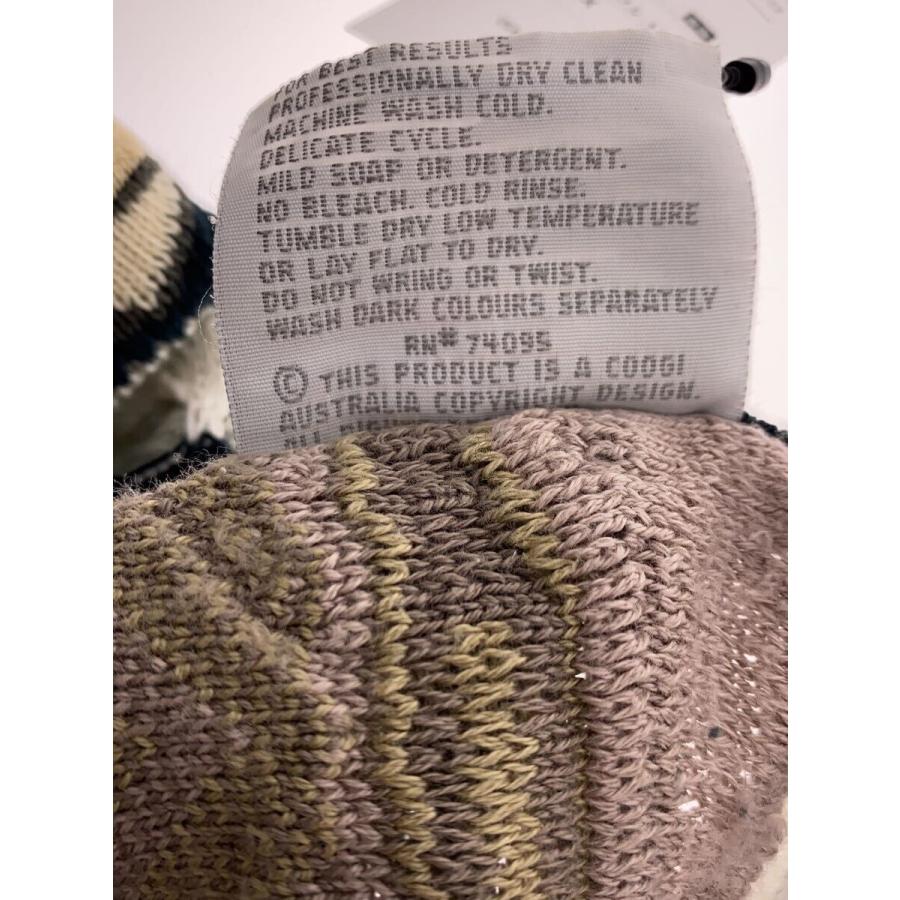 FOR BEST RESULTS
PROFESSIONALLY DRY CLEAN
MACHINE WASH COLD.
DELICATE CYCLE.
MILD SOAP OR DETERGENT.
NO BLEACH. COLD RINSE.
TUMBLE DRY LOW TEMPERATURE
OR LAY FLAT TO DRY.
DO NOT WRING OR TWIST.
WASH DARK COLOURS SEPARATELY
RN# 74095
© THIS PRODUCT IS A COOGI
AUSTRALIA COPYRIGHT DESIGN.
ALL